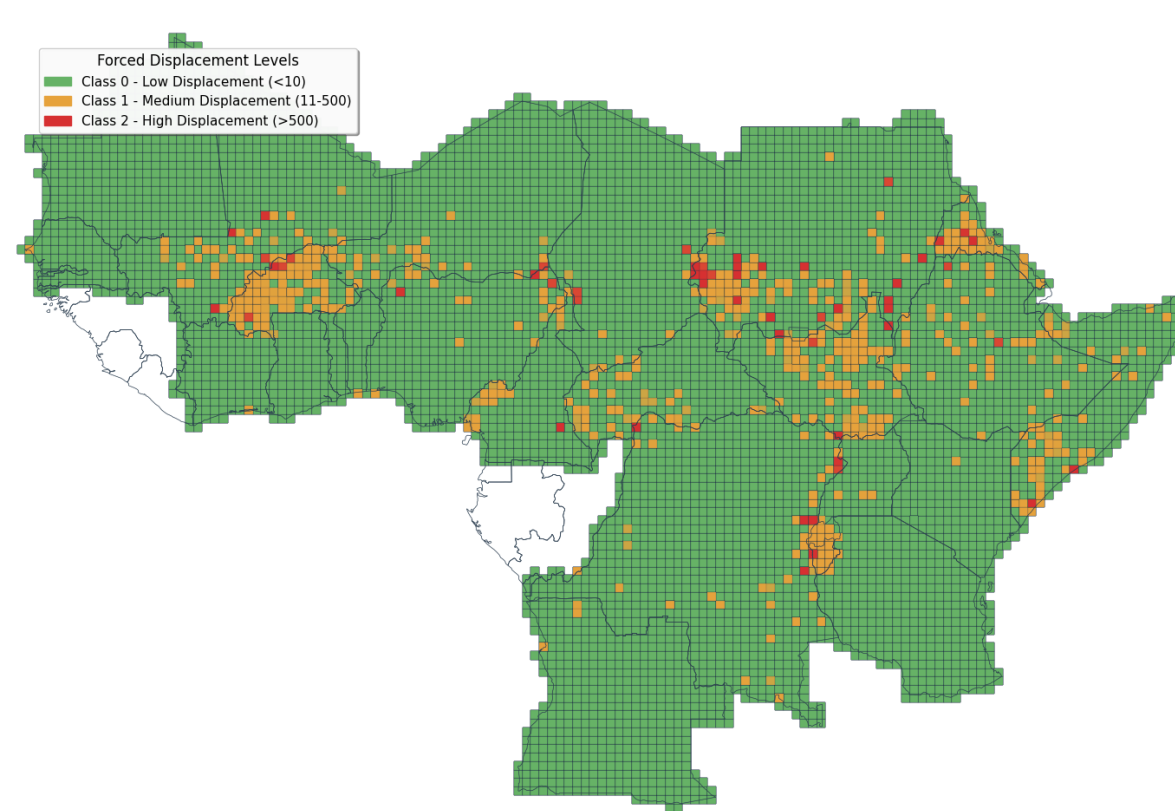 Forced Displacement Levels
Class 0 - Low Displacement (<10)
Class 1 - Medium Displacement (11-500)
Class 2 - High Displacement (>500)